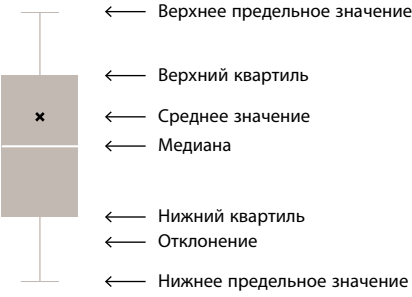 Верхнее предельное значение
Верхний квартиль
Среднее значение
Медиана
Нижний квартиль
Отклонение
Нижнее предельное значение